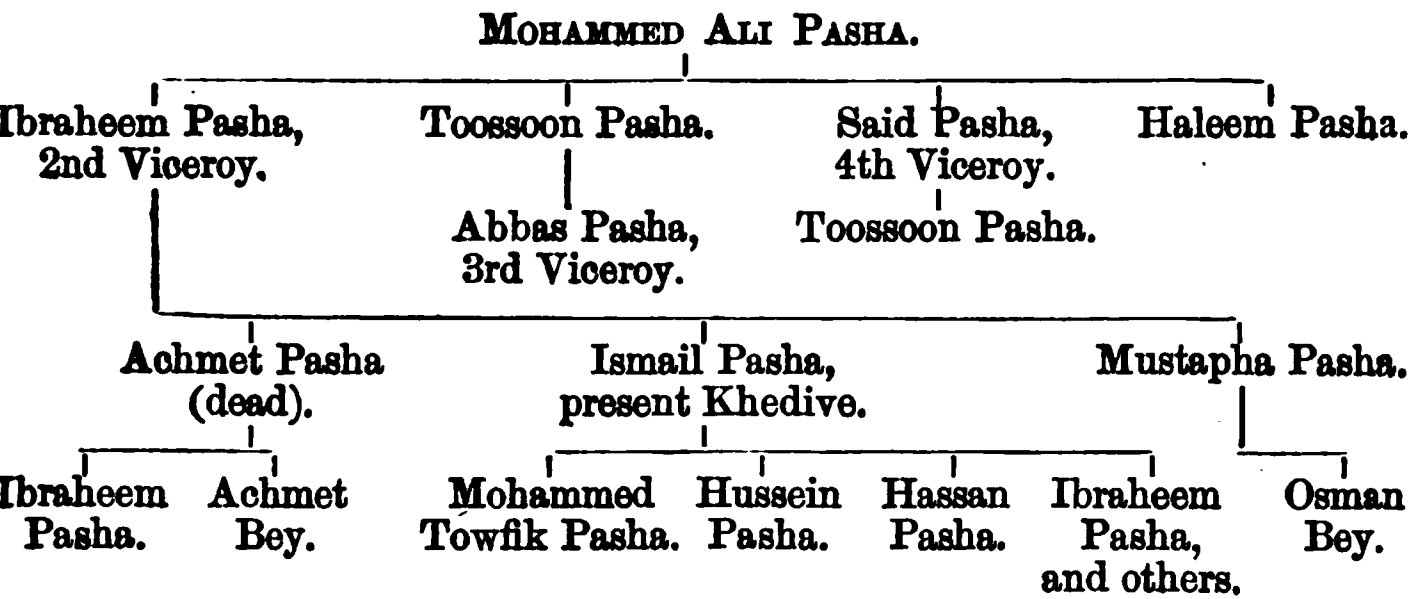 MOHAMMED ALI PASHA.
Ibraheem Pasha, Toossoon Pasha. Said Pasha, Haleem Pasha.
2nd Viceroy. 4th Viceroy.
Abbas Pasha, Toossoon Pasha.
3rd Viceroy.
Achmet Pasha Ismail Pasha, Mustapha Pasha.
(dead). present Khedive.
Ibraheem Achmet Mohammed Hussein Hassan Ibraheem Osman
Pasha. Bey. Towfik Pasha. Pasha. Pasha. Pasha, Bey.
and others.